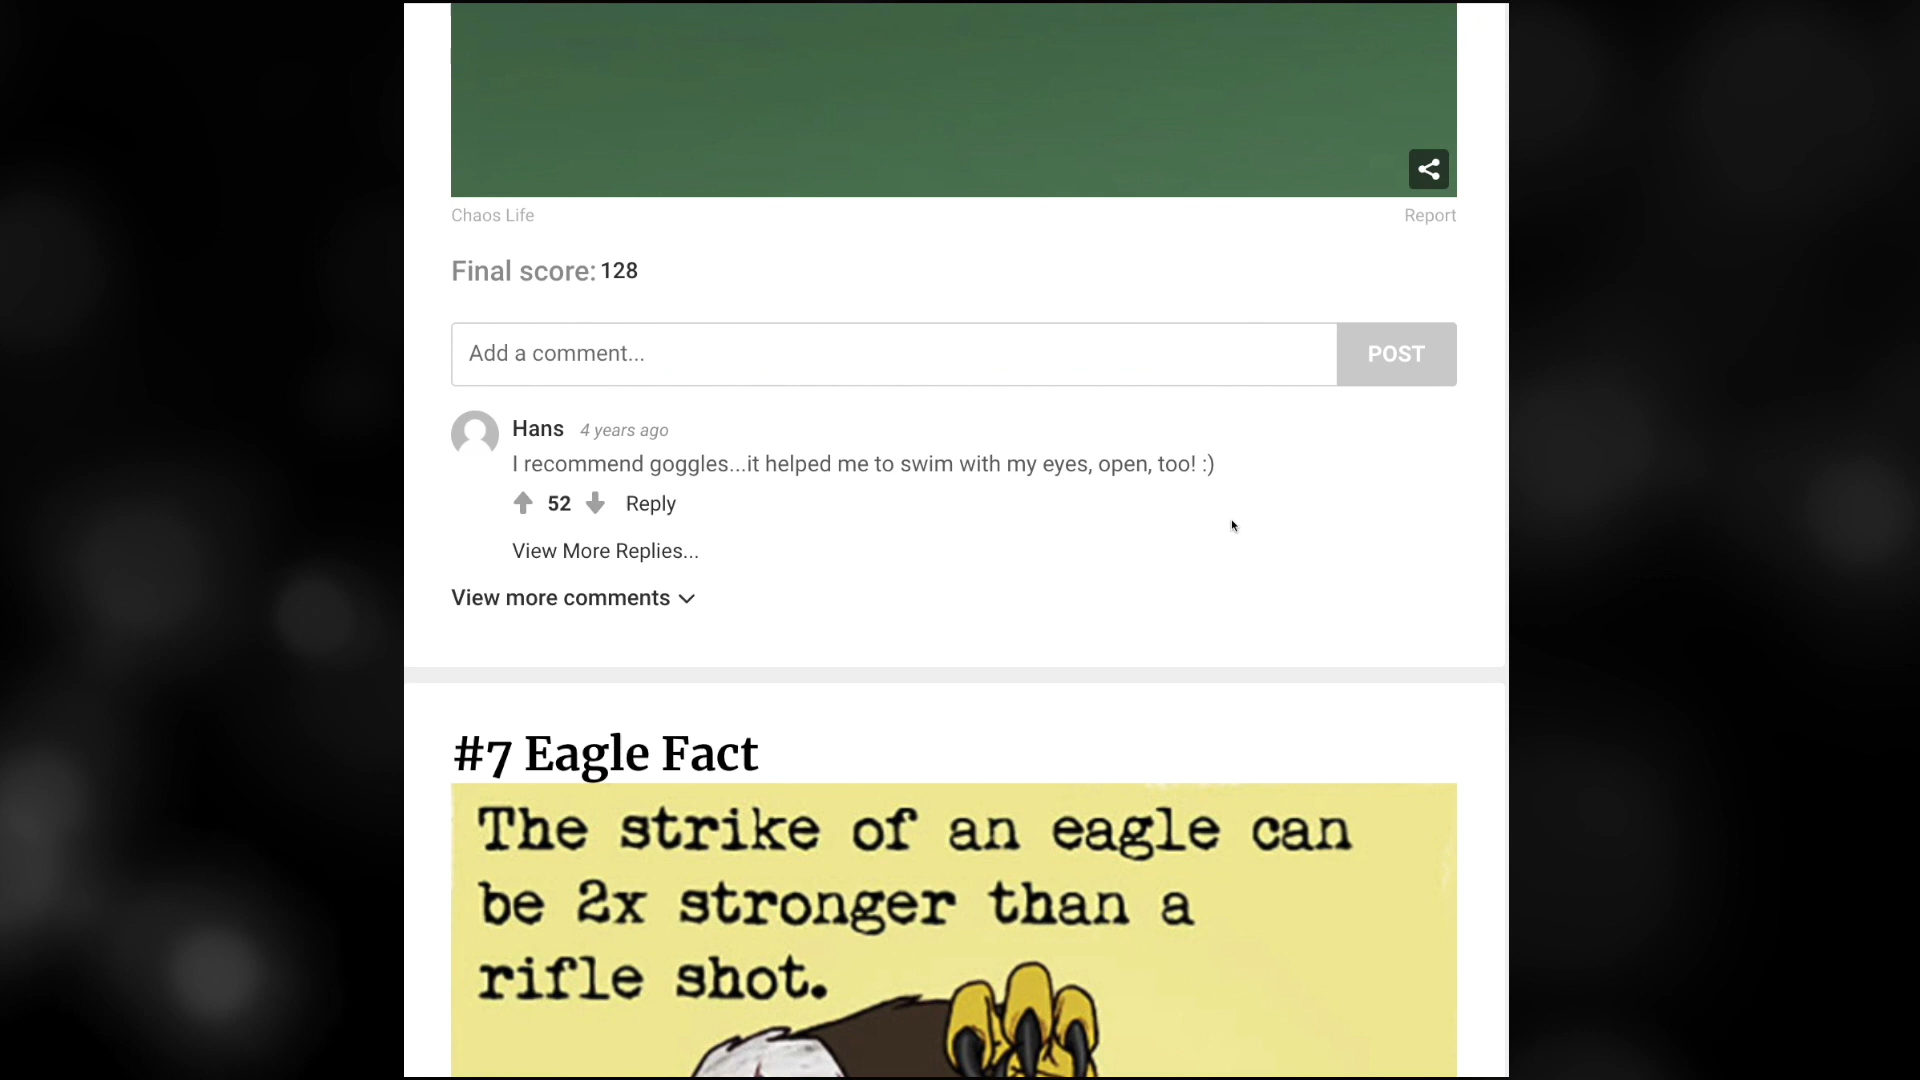 Chaos Life
Report
Final score: 128
Add a comment...
POST
Hans 4 years ago
I recommend goggles...it helped me to swim with my eyes, open, too! :)
52 Reply
View More Replies...
View more comments
#7 Eagle Fact
The strike of an eagle can
be 2x stronger than a
rifle shot.